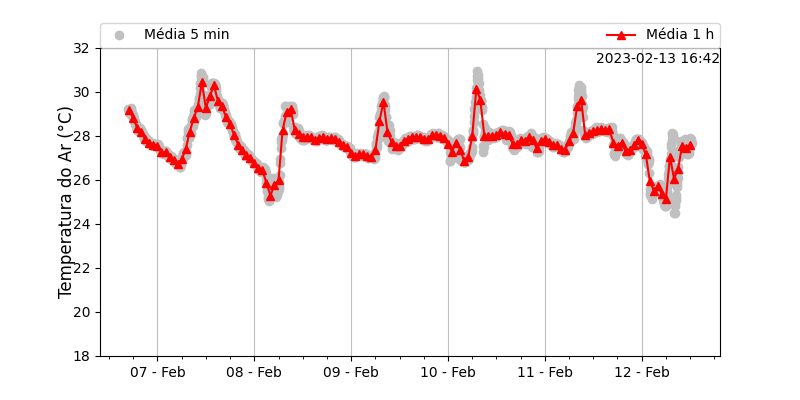 Média 5 min
Média 1 h
2023-02-13 16:42
Temperatura do Ar (°C)
32
30
28
26
24
22
20
18
07 - Feb
08 - Feb
09 - Feb
10 - Feb
11 - Feb
12 - Feb